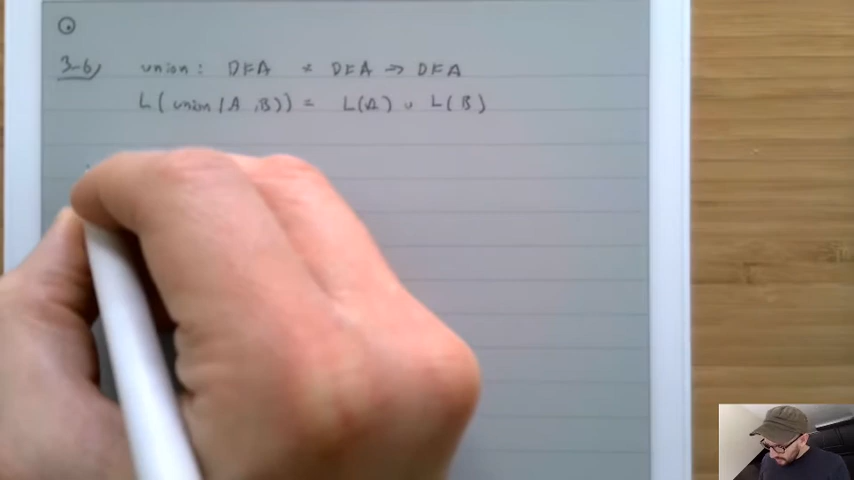 3-6) union: DFA × DFA → DFA
L(union(A,B)) = L(A) ∪ L(B)